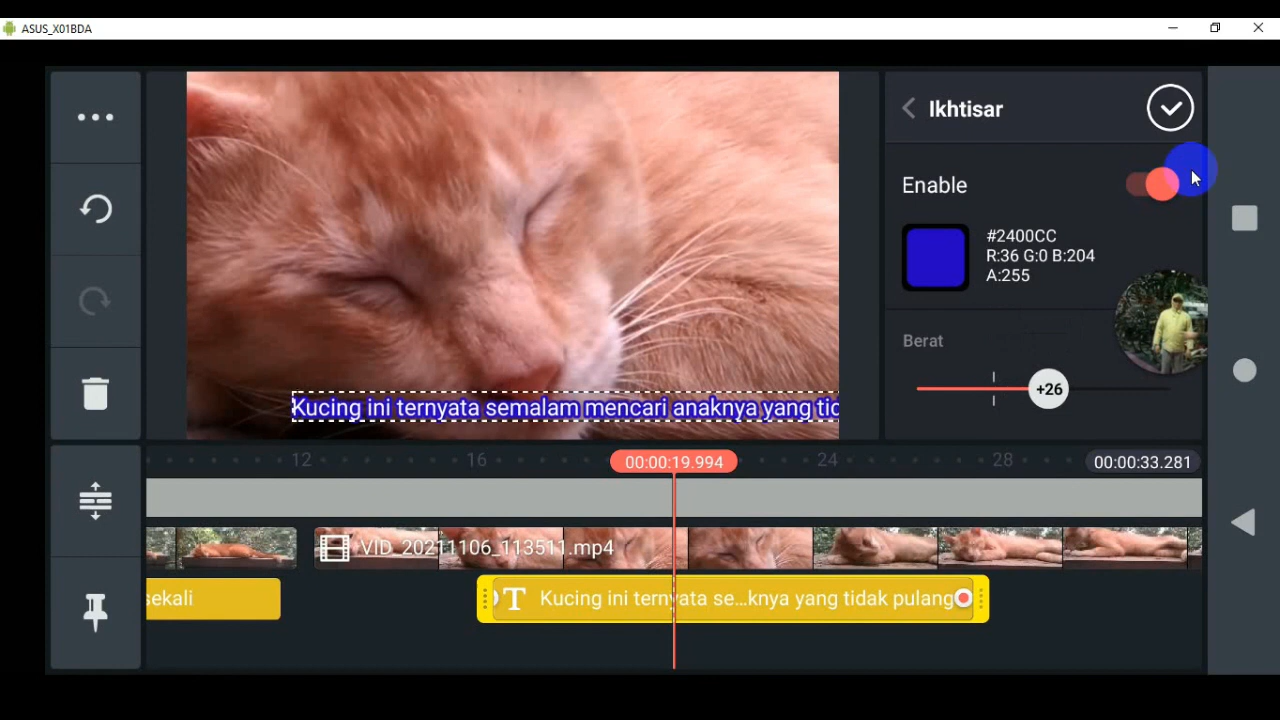 ASUS_X01BDA
Ikhtisar
Enable
#2400CC
R:36 G:0 B:204
A:255
Berat
+26
Kucing ini ternyata semalam mencari anaknya yang tid
12
16
00:00:19.994
24
28
00:00:33.281
VID_20211106_113511.mp4
sekali
T Kucing ini ternyata se...knya yang tidak pulang